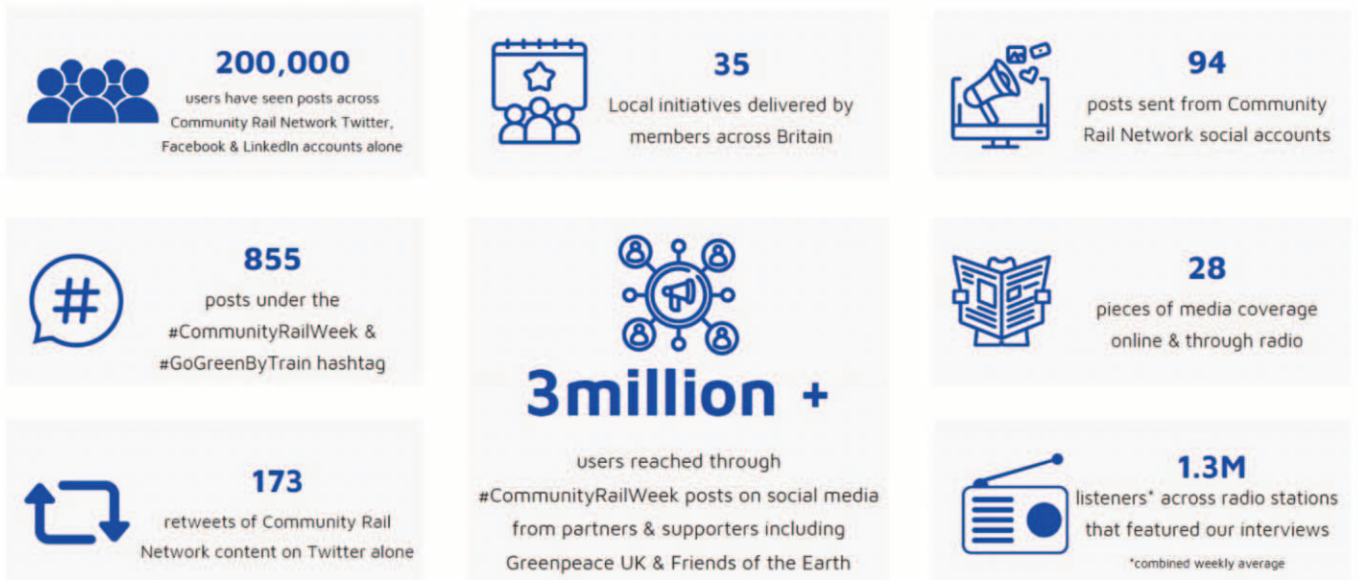 200,000
users have seen posts across
Community Rail Network Twitter,
Facebook & LinkedIn accounts alone
35
Local initiatives delivered by
members across Britain
94
posts sent from Community
Rail Network social accounts
855
posts under the
#CommunityRailWeek &
#GoGreenByTrain hashtag
3million +
users reached through
#CommunityRailWeek posts on social media
from partners & supporters including
Greenpeace UK & Friends of the Earth
28
pieces of media coverage
online & through radio
173
retweets of Community Rail
Network content on Twitter alone
1.3M
listeners* across radio stations
that featured our interviews
*combined weekly average